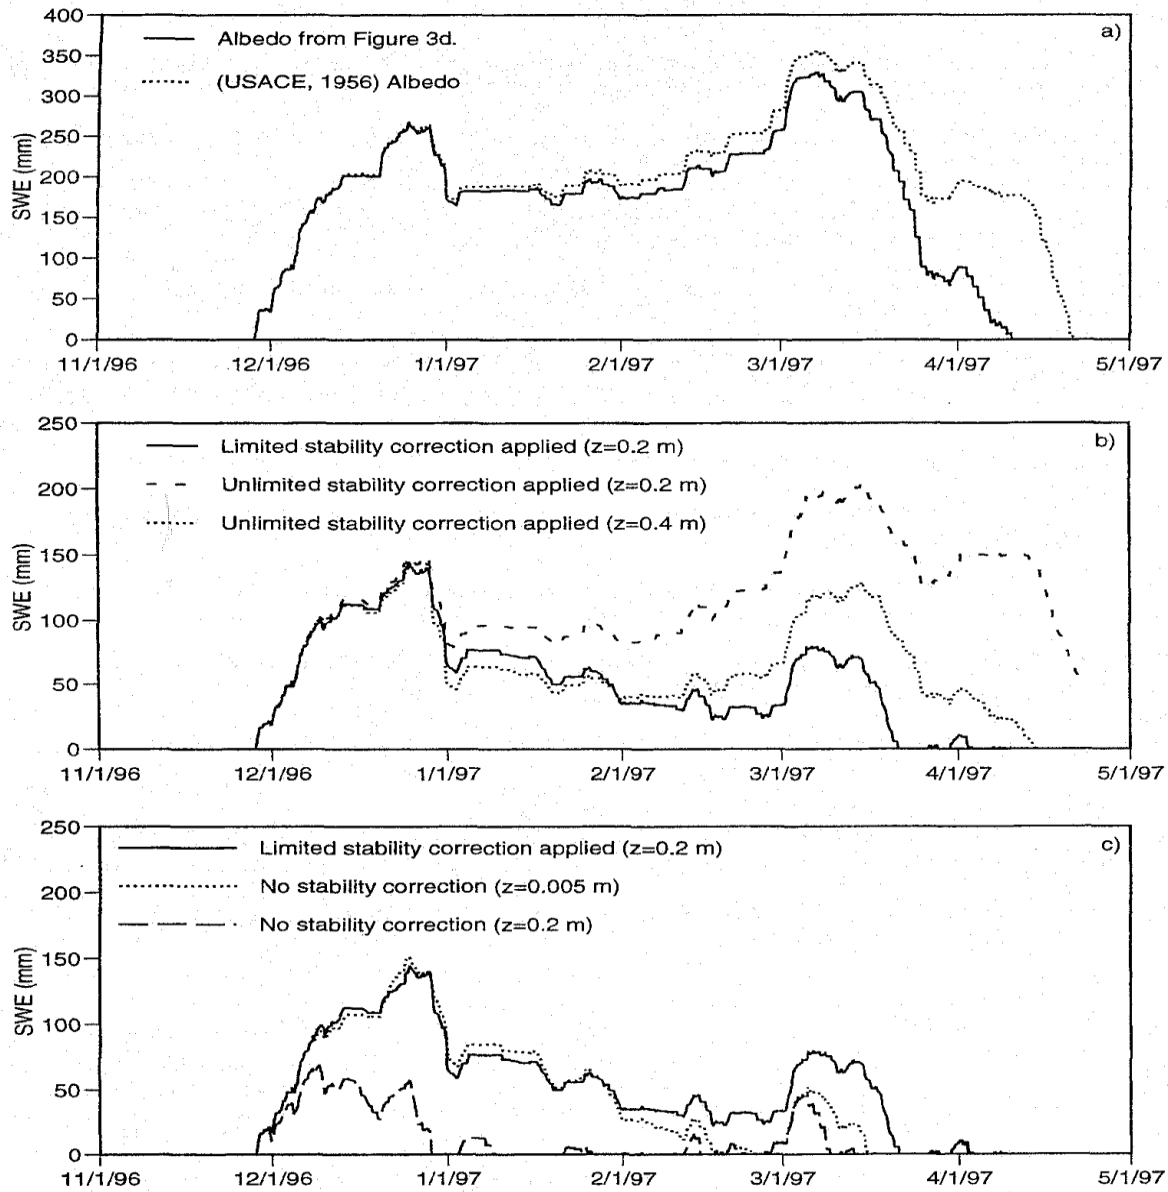 400
350
300
250
200
150
100
50
0
SWE (mm)
a)
Albedo from Figure 3d.
(USACE, 1956) Albedo
11/1/96 12/1/96 1/1/97 2/1/97 3/1/97 4/1/97 5/1/97
250
200
150
100
50
0
SWE (mm)
b)
Limited stability correction applied (z=0.2 m)
Unlimited stability correction applied (z=0.2 m)
Unlimited stability correction applied (z=0.4 m)
11/1/96 12/1/96 1/1/97 2/1/97 3/1/97 4/1/97 5/1/97
250
200
150
100
50
0
SWE (mm)
c)
Limited stability correction applied (z=0.2 m)
No stability correction (z=0.005 m)
No stability correction (z=0.2 m)
11/1/96 12/1/96 1/1/97 2/1/97 3/1/97 4/1/97 5/1/97